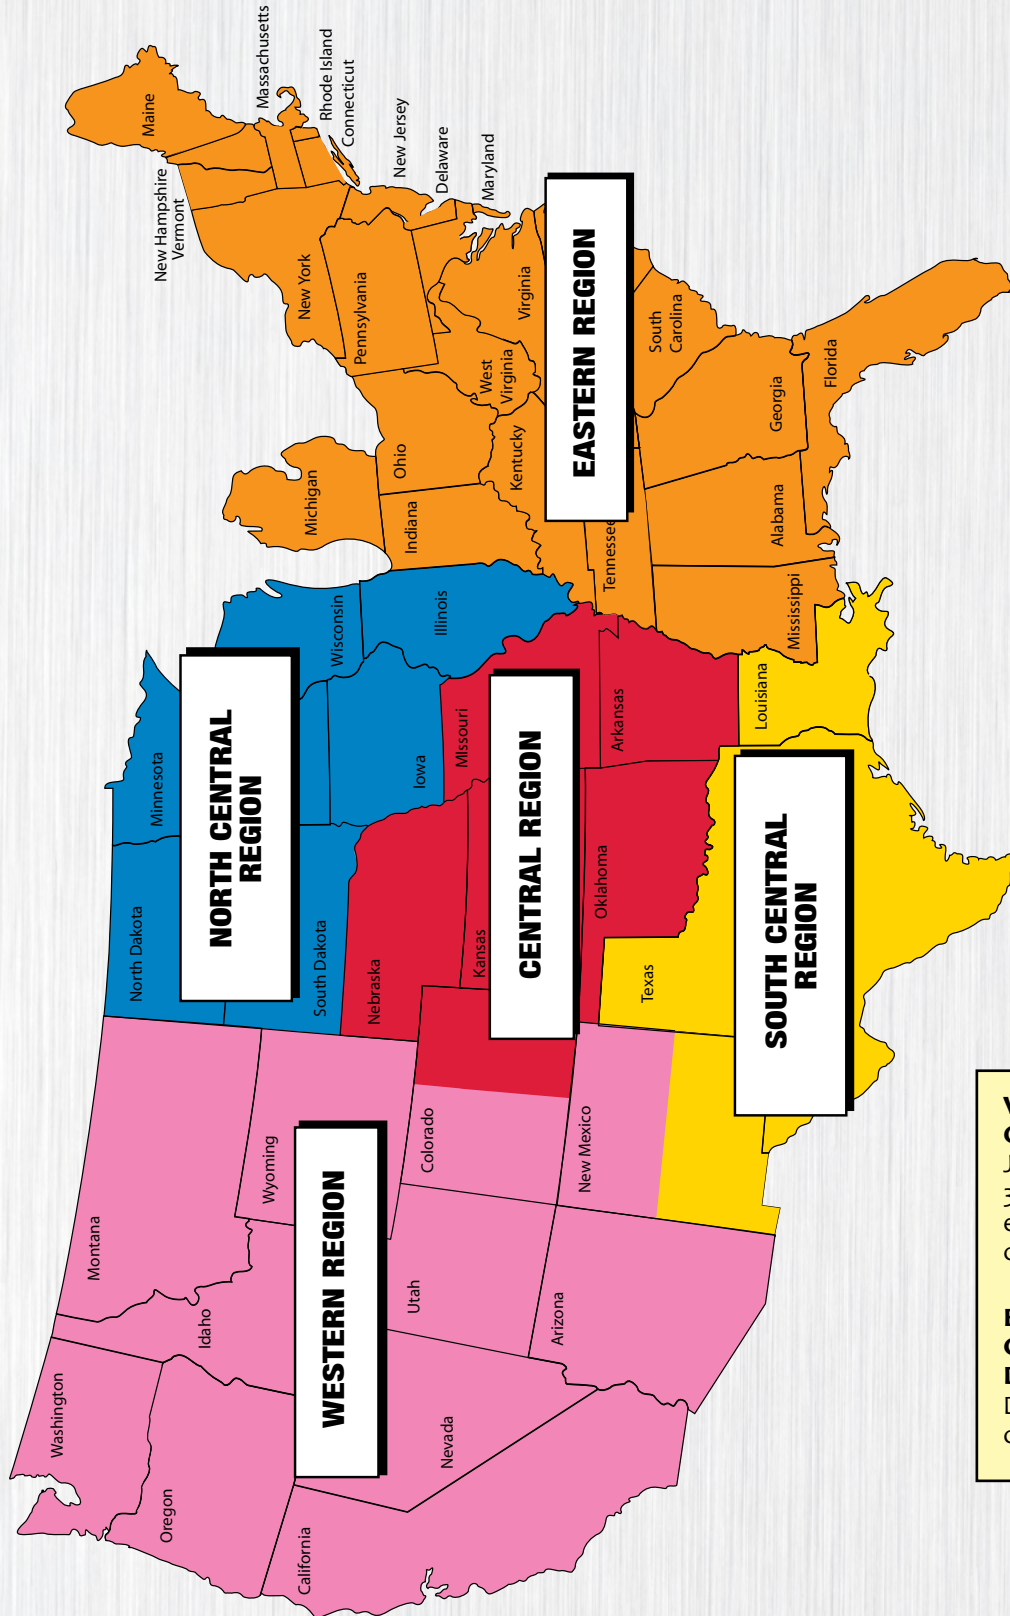 Washington
Oregon
California
Montana
Idaho
Nevada
Wyoming
Utah
Arizona
Colorado
New Mexico
WESTERN REGION
North Dakota
Minnesota
South Dakota
Wisconsin
Iowa
Illinois
NORTH CENTRAL
REGION
Nebraska
Kansas
MIssouri
Oklahoma
Arkansas
CENTRAL REGION
Texas
Louisiana
SOUTH CENTRAL
REGION
Maine
New Hampshire
Vermont
Massachusetts
Rhode Island
Connecticut
New York
New Jersey
Pennsylvania
Delaware
Maryland
Michigan
Ohio
Indiana
West
Virginia
Virginia
Kentucky
Tennessee
South
Carolina
Georgia
Alabama
Mississippi
Florida
EASTERN REGION